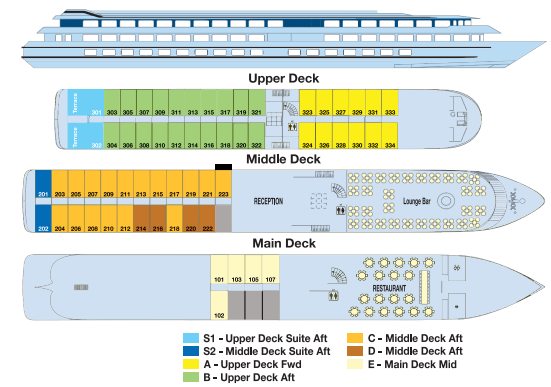 Upper Deck
Terrace 301 303 305 307 309 311 313 315 317 319 321 323 325 327 329 331 333
Terrace 302 304 306 308 310 312 314 316 318 320 322 324 326 328 330 332 334
Middle Deck
201 203 205 207 209 211 213 215 217 219 221 223
RECEPTION
Lounge Bar
202 204 206 208 210 212 214 216 218 220 222
Main Deck
101 103 105 107
RESTAURANT
102
S1 - Upper Deck Suite Aft
S2 - Middle Deck Suite Aft
A - Upper Deck Fwd
B - Upper Deck Aft
C - Middle Deck Aft
D - Middle Deck Aft
E - Main Deck Mid